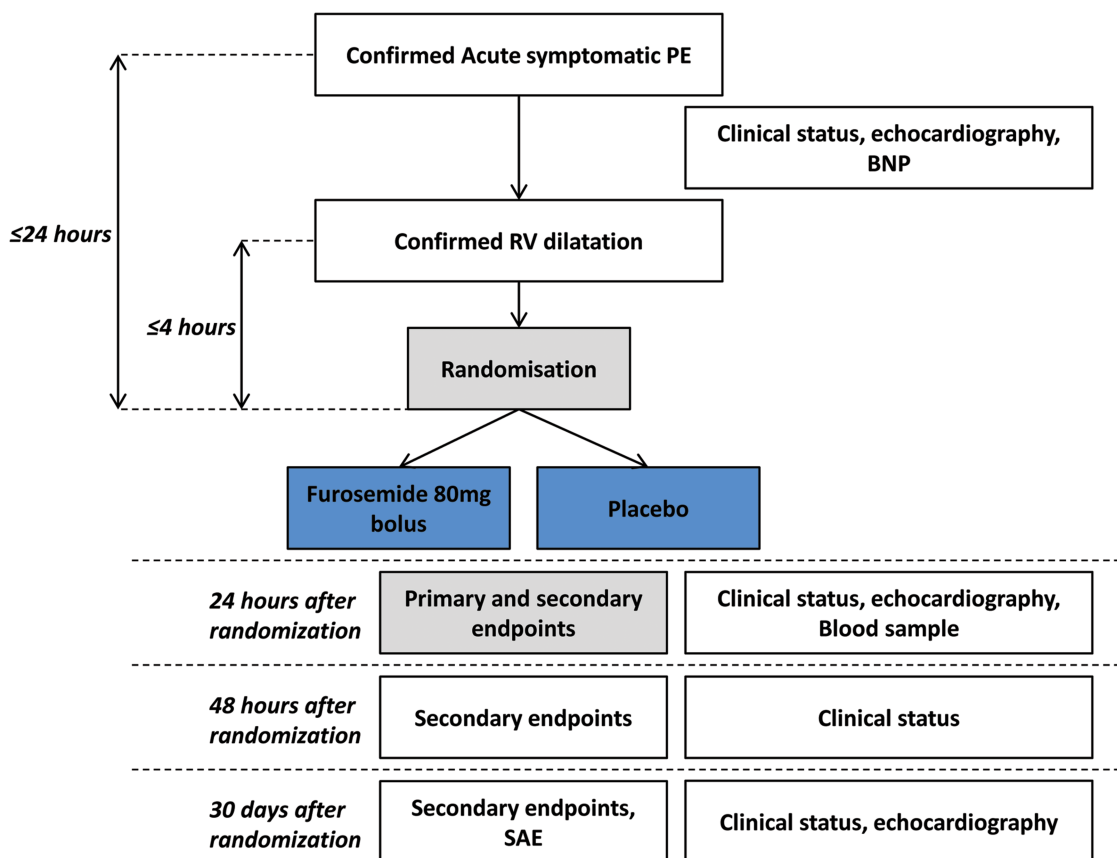 Confirmed Acute symptomatic PE
Clinical status, echocardiography,
BNP
≤24 hours
Confirmed RV dilatation
≤4 hours
Randomisation
Furosemide 80mg
bolus
Placebo
24 hours after
randomization
Primary and secondary
endpoints
Clinical status, echocardiography,
Blood sample
48 hours after
randomization
Secondary endpoints
Clinical status
30 days after
randomization
Secondary endpoints,
SAE
Clinical status, echocardiography